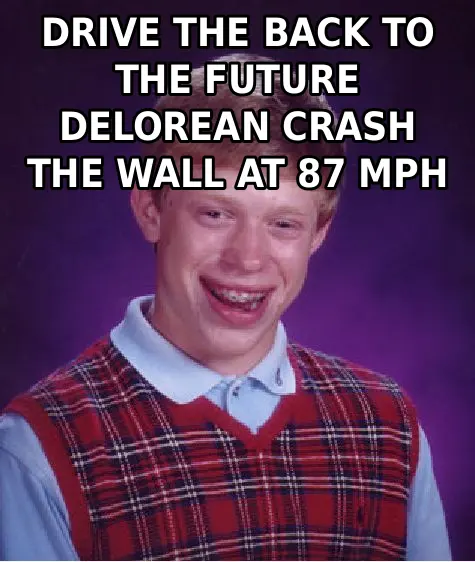 DRIVE THE BACK TO
THE FUTURE
DELOREAN CRASH
THE WALL AT 87 MPH